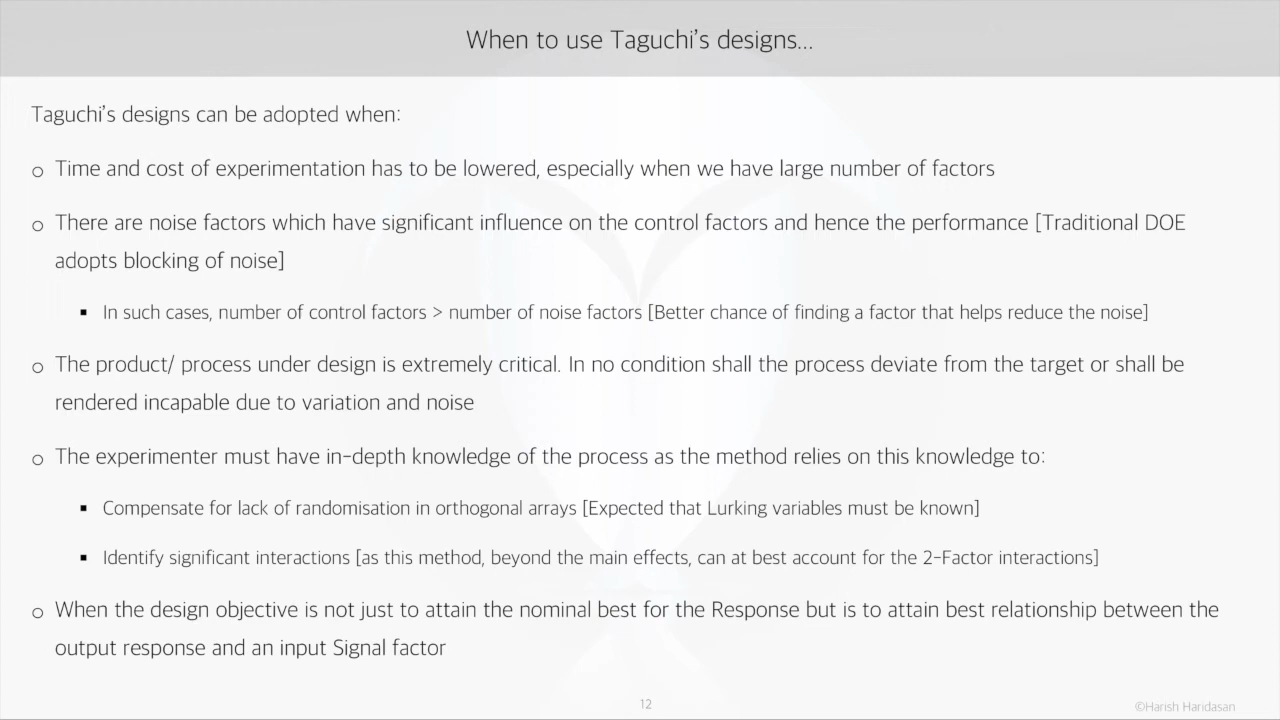 When to use Taguchi's designs...
Taguchi's designs can be adopted when:
o Time and cost of experimentation has to be lowered, especially when we have large number of factors
o There are noise factors which have significant influence on the control factors and hence the performance [Traditional DOE
adopts blocking of noise]
▪ In such cases, number of control factors > number of noise factors [Better chance of finding a factor that helps reduce the noise]
o The product/ process under design is extremely critical. In no condition shall the process deviate from the target or shall be
rendered incapable due to variation and noise
o The experimenter must have in-depth knowledge of the process as the method relies on this knowledge to:
▪ Compensate for lack of randomisation in orthogonal arrays [Expected that Lurking variables must be known]
▪ Identify significant interactions [as this method, beyond the main effects, can at best account for the 2-Factor interactions]
o When the design objective is not just to attain the nominal best for the Response but is to attain best relationship between the
output response and an input Signal factor
12
©Harish Haridasan